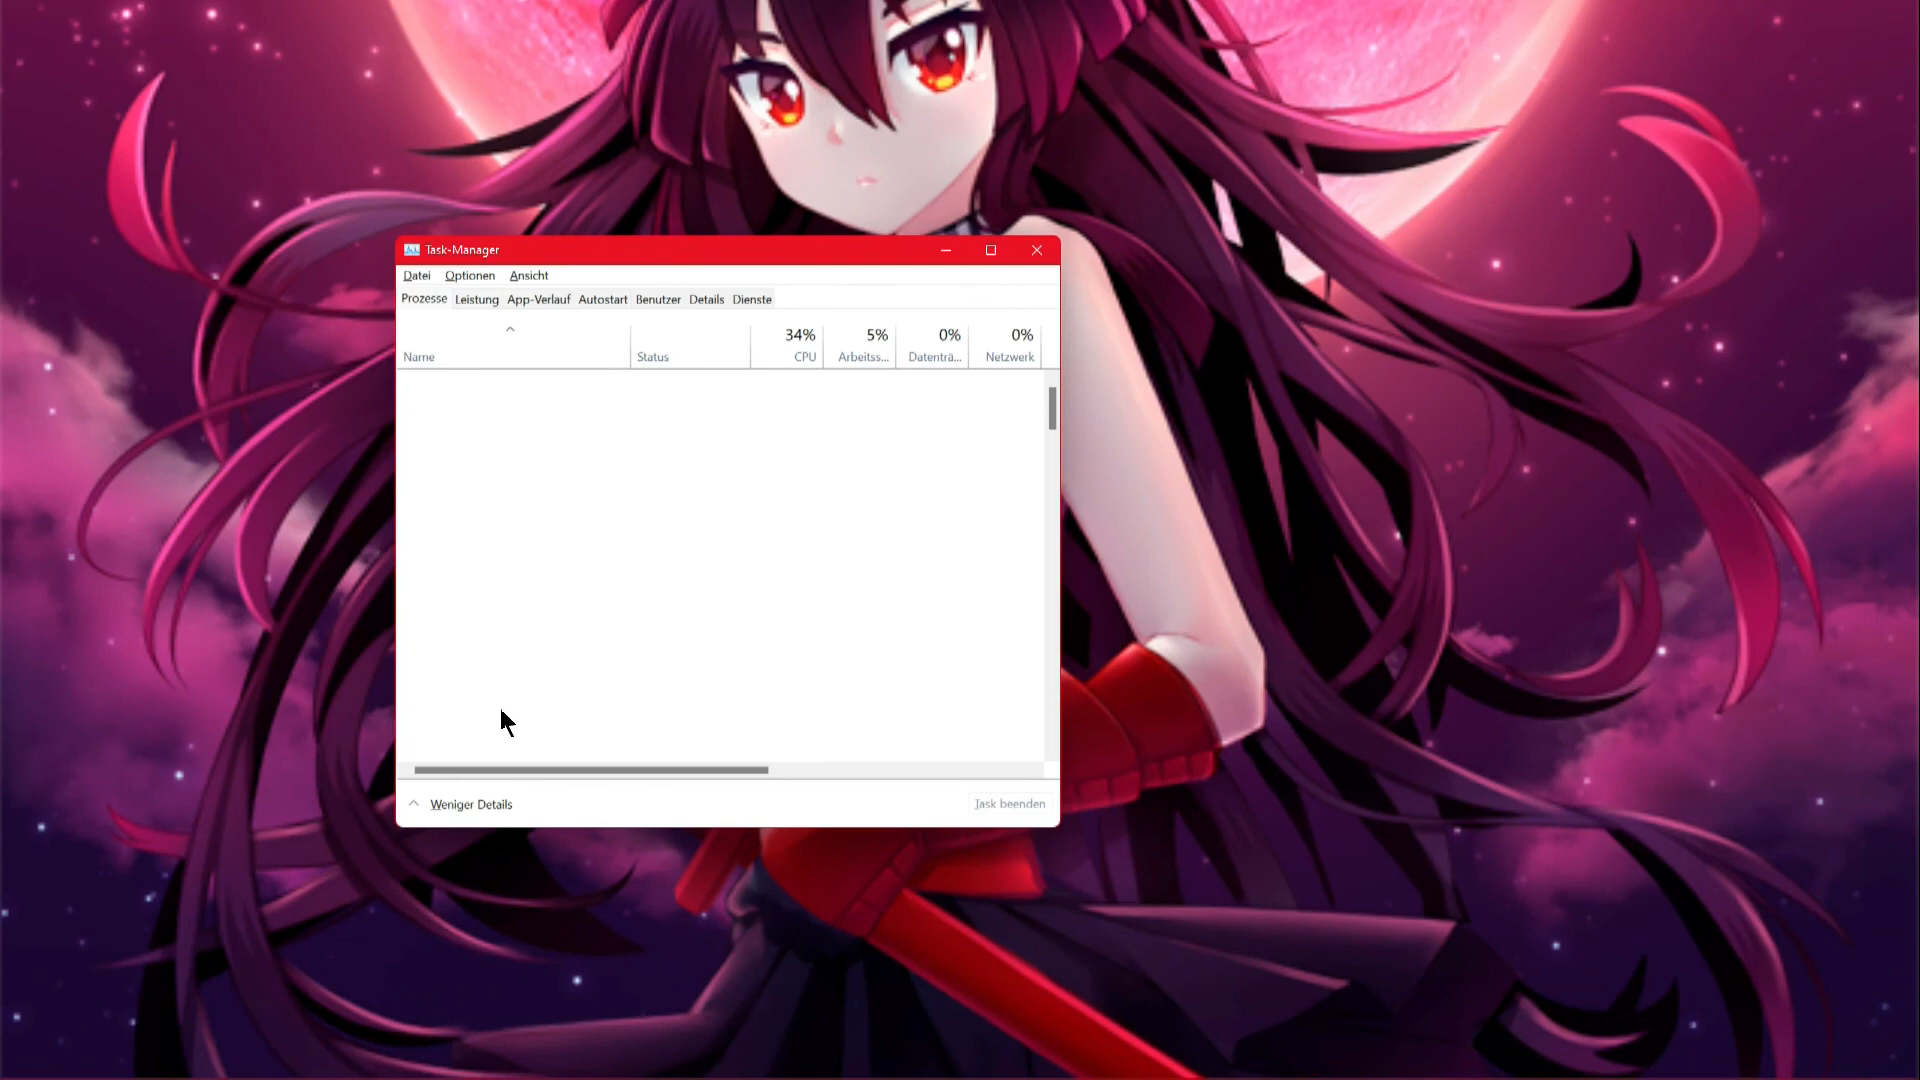 Task-Manager
Datei Optionen Ansicht
Prozesse Leistung App-Verlauf Autostart Benutzer Details Dienste
34% 5% 0% 0%
Name Status CPU Arbeitss... Datenträ... Netzwerk
Weniger Details Task beenden